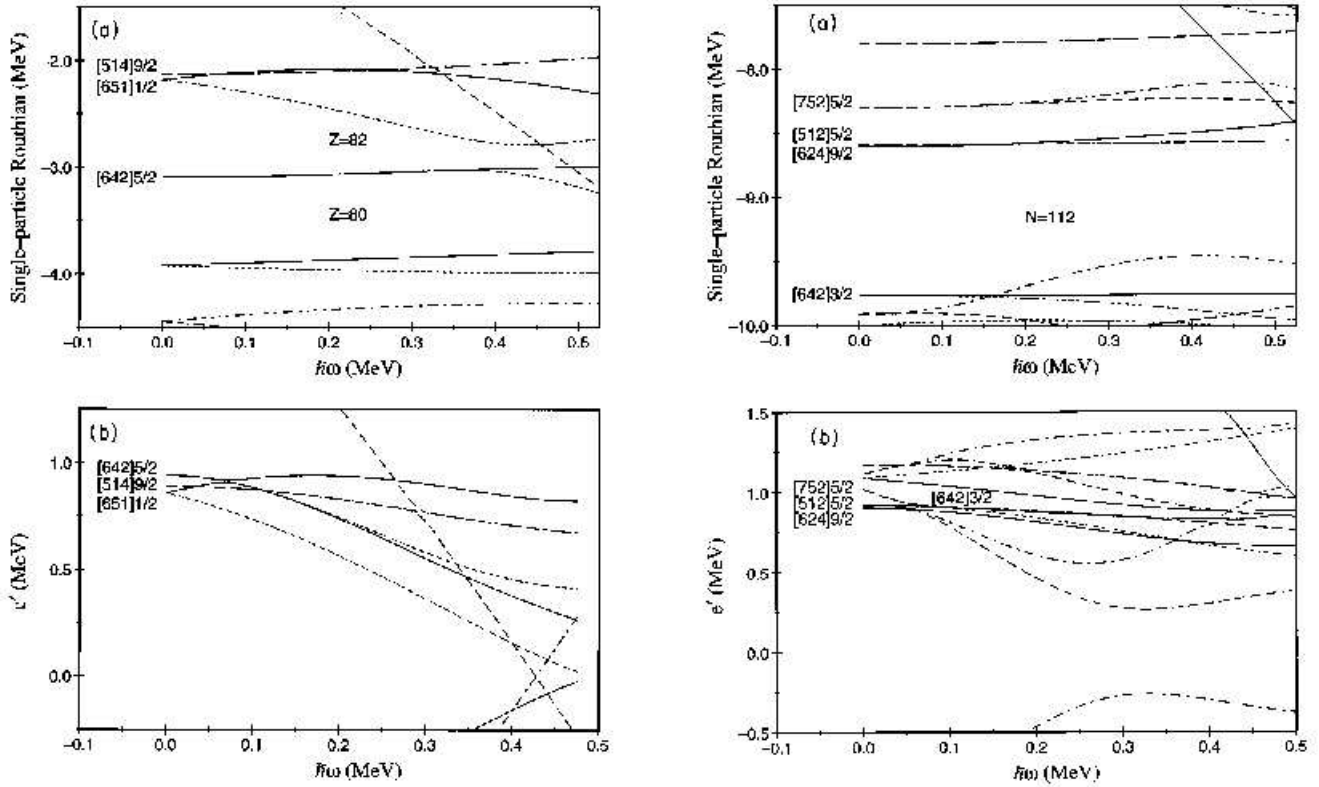 (a)
Single-particle Routhian (MeV)
-2.0
-3.0
-4.0
[514]9/2
[651]1/2
[642]5/2
Z=82
Z=80
-0.1 0.0 0.1 0.2 0.3 0.4 0.5
ħω (MeV)
(a)
Single-particle Routhian (MeV)
-8.0
-9.0
-10.0
[752]5/2
[512]5/2
[624]9/2
[642]3/2
N=112
-0.1 0.0 0.1 0.2 0.3 0.4 0.5
ħω (MeV)
(b)
e′ (MeV)
1.0
0.5
0.0
[642]5/2
[514]9/2
[651]1/2
-0.1 0.0 0.1 0.2 0.3 0.4 0.5
ħω (MeV)
(b)
e′ (MeV)
1.5
1.0
0.5
0.0
-0.5
[752]5/2
[512]5/2
[624]9/2
[642]3/2
-0.1 0.0 0.1 0.2 0.3 0.4 0.5
ħω (MeV)